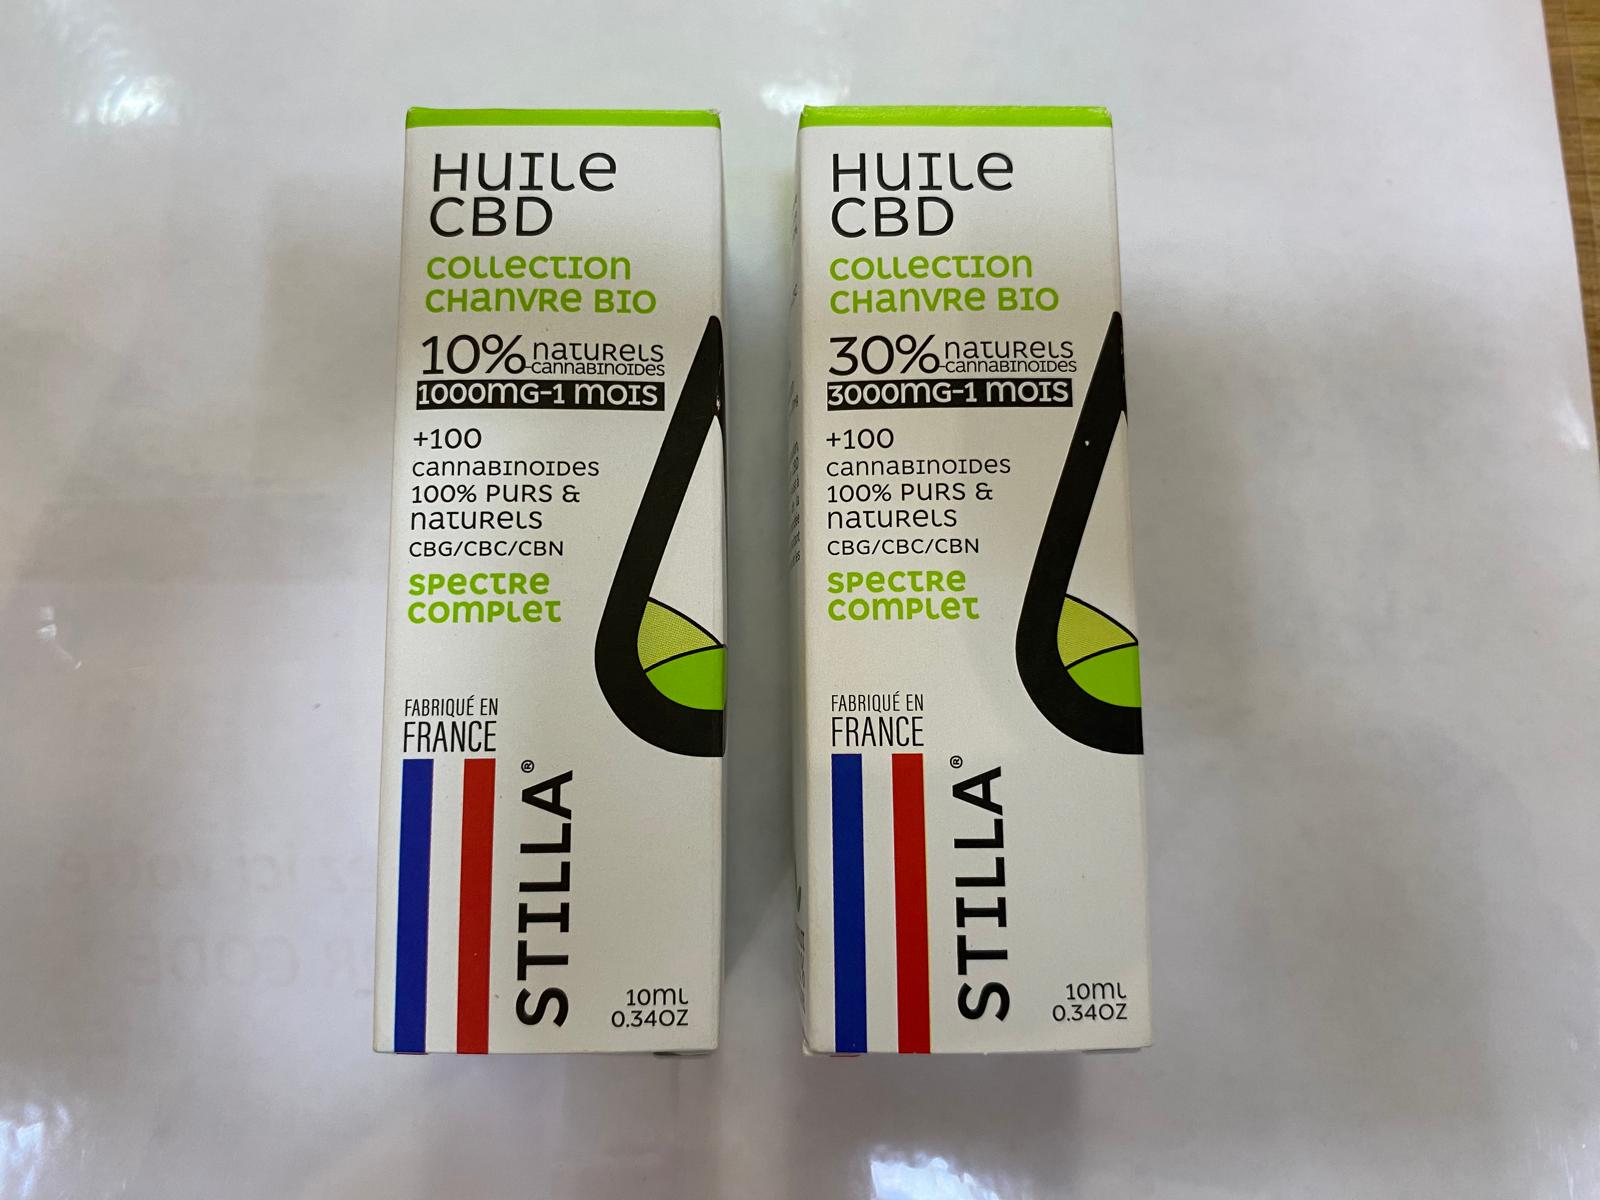 HUILE
CBD
COLLECTION
CHANVRE BIO
10% NATURELS
-CANNABINOIDES
1000MG-1 MOIS
+100
CANNABINOIDES
100% PURS &
NATURELS
CBG/CBC/CBN
SPECTRE
COMPLET
FABRIQUÉ EN
FRANCE
STILLA®
10ML
0.34OZ
HUILE
CBD
COLLECTION
CHANVRE BIO
30% NATURELS
-CANNABINOIDES
3000MG-1 MOIS
+100
CANNABINOIDES
100% PURS &
NATURELS
CBG/CBC/CBN
SPECTRE
COMPLET
FABRIQUÉ EN
FRANCE
STILLA®
10ML
0.34OZ